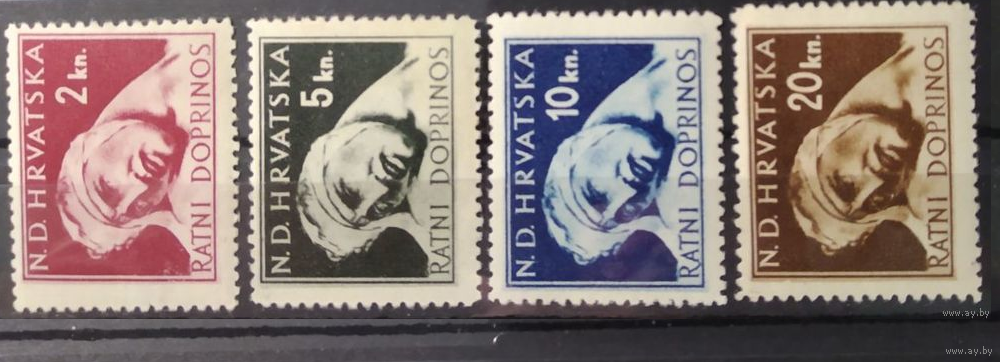 N.D. HRVATSKA
2 kn.
RATNI DOPRINOS
N.D. HRVATSKA
5 kn.
RATNI DOPRINOS
N.D. HRVATSKA
10 kn.
RATNI DOPRINOS
N.D. HRVATSKA
20 kn.
RATNI DOPRINOS
www.ay.by
www.ay.by